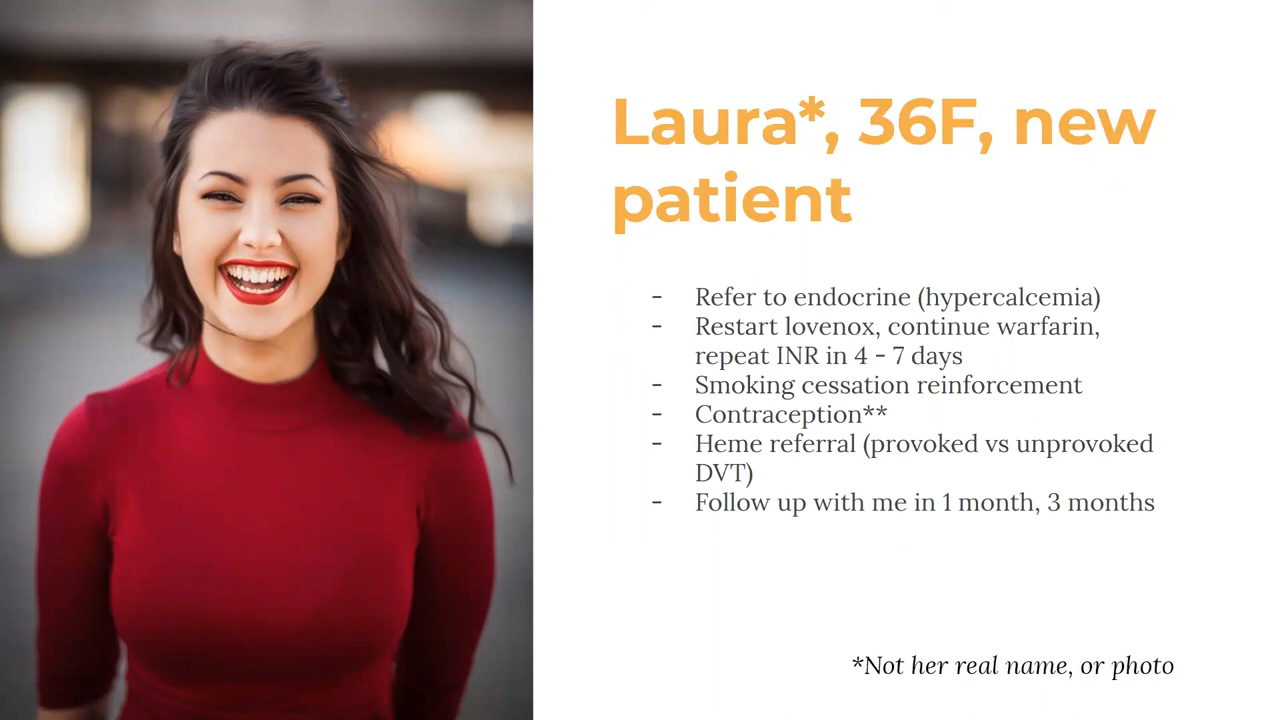 Laura*, 36F, new
patient
- Refer to endocrine (hypercalcemia)
- Restart lovenox, continue warfarin,
repeat INR in 4 - 7 days
- Smoking cessation reinforcement
- Contraception**
- Heme referral (provoked vs unprovoked
DVT)
- Follow up with me in 1 month, 3 months
*Not her real name, or photo